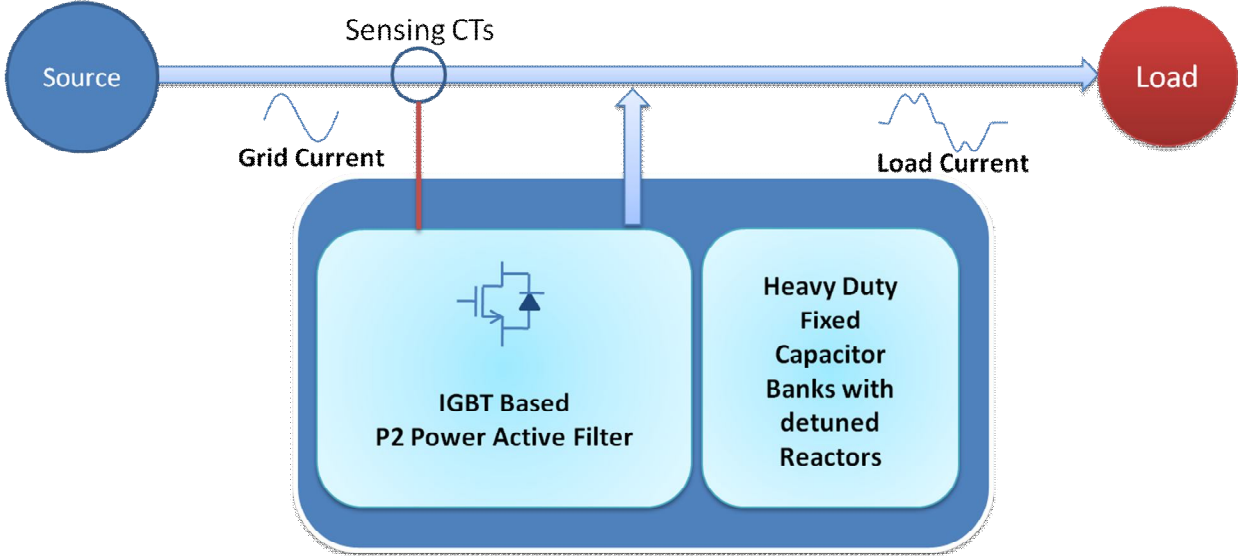 Sensing CTs
Source
Load
Grid Current
Load Current
IGBT Based
P2 Power Active Filter
Heavy Duty
Fixed
Capacitor
Banks with
detuned
Reactors